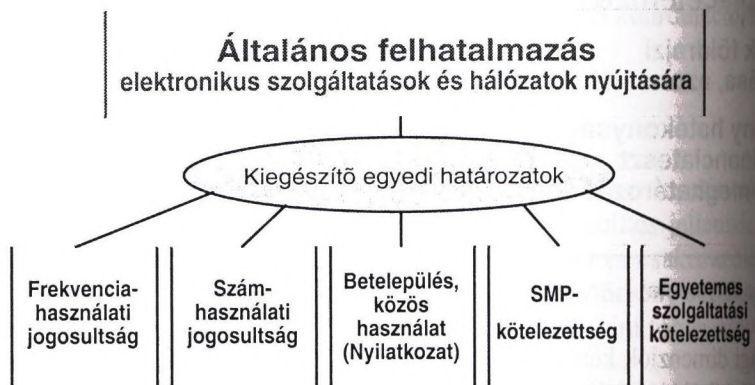 Általános felhatalmazás
elektronikus szolgáltatások és hálózatok nyújtására
Kiegészítõ egyedi határozatok
Frekvencia-
használati
jogosultság
Szám-
használati
jogosultság
Betelepülés,
közös
használat
(Nyilatkozat)
SMP-
kötelezettség
Egyetemes
szolgáltatási
kötelezettség